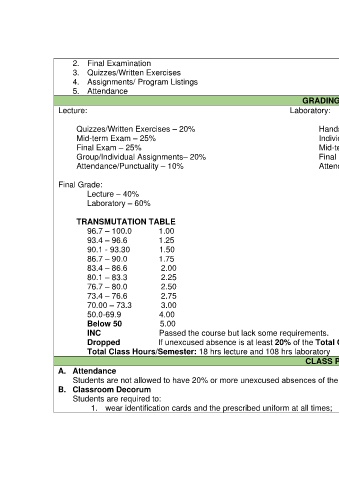 2. Final Examination
3. Quizzes/Written Exercises
4. Assignments/ Program Listings
5. Attendance
GRADING
Lecture: Laboratory:
Quizzes/Written Exercises – 20%
Mid-term Exam – 25%
Final Exam – 25% Mid-te
Group/Individual Assignments– 20% Final
Attendance/Punctuality – 10% Atten
Final Grade:
Lecture – 40%
Laboratory – 60%
TRANSMUTATION TABLE
96.7 – 100.0 1.00
93.4 – 96.6 1.25
90.1 - 93.30 1.50
86.7 – 90.0 1.75
83.4 – 86.6 2.00
80.1 – 83.3 2.25
76.7 – 80.0 2.50
73.4 – 76.6 2.75
70.00 – 73.3 3.00
50.0-69.9 4.00
Below 50 5.00
INC Passed the course but lack some requirements.
Dropped If unexcused absence is at least 20% of the Total
Total Class Hours/Semester: 18 hrs lecture and 108 hrs laboratory
CLASS
A. Attendance
Students are not allowed to have 20% or more unexcused absences of the
B. Classroom Decorum
Students are required to:
1. wear identification cards and the prescribed uniform at all times;